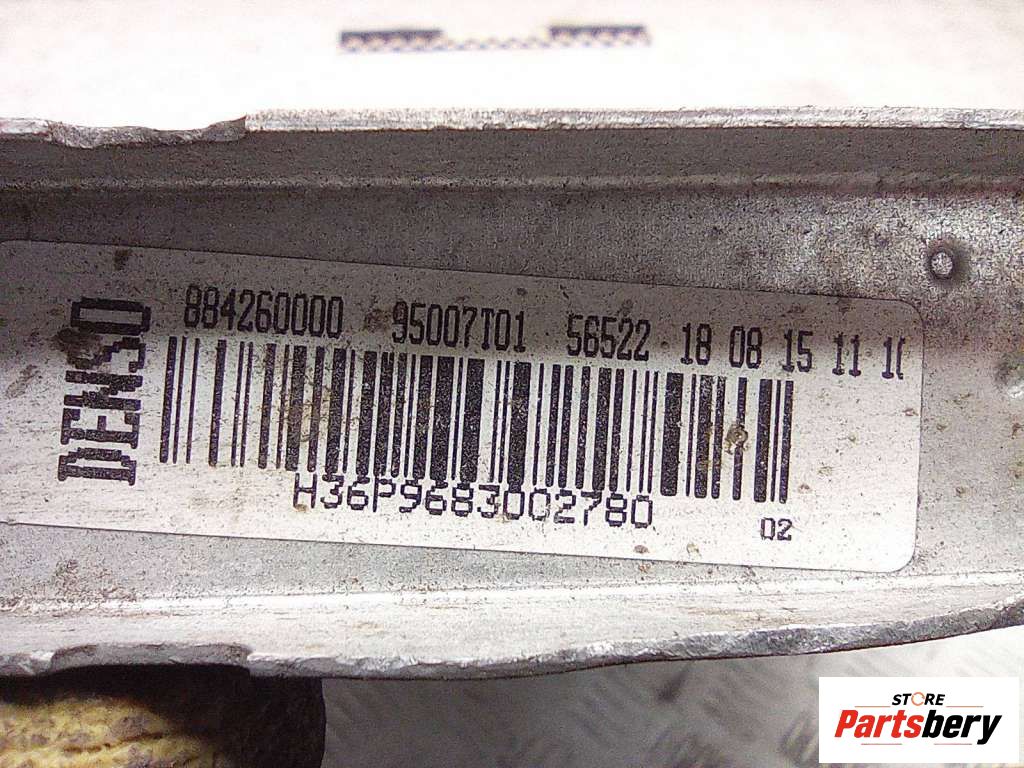 DENSO
884260000 95007T01 56522 18 08 15 11
H36P9683002780
02
STORE
Partsbery